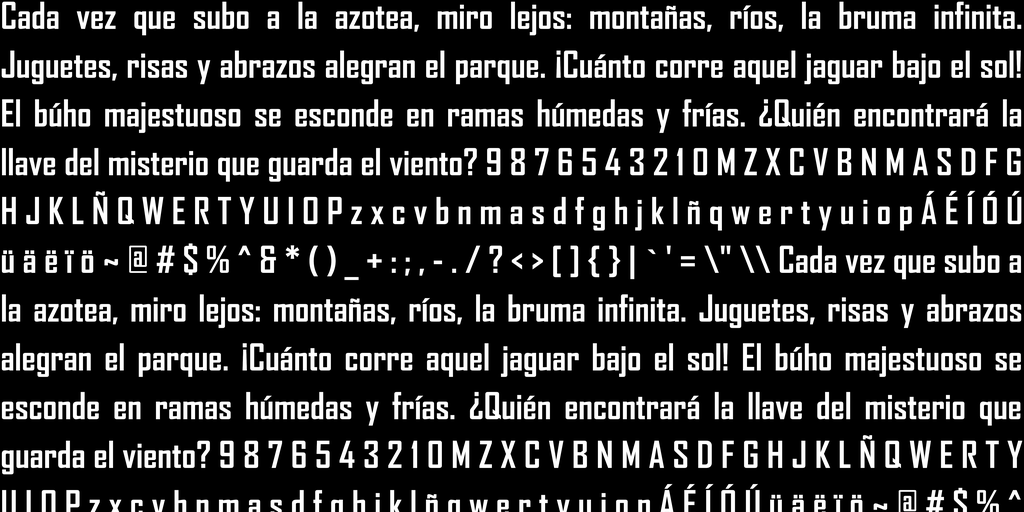 Cada vez que subo a la azotea, miro lejos: montañas, ríos, la bruma infinita.
Juguetes, risas y abrazos alegran el parque. ¡Cuánto corre aquel jaguar bajo el sol!
El búho majestuoso se esconde en ramas húmedas y frías. ¿Quién encontrará la
llave del misterio que guarda el viento? 9 8 7 6 5 4 3 2 1 0 M Z X C V B N M A S D F G
H J K L Ñ Q W E R T Y U I O P z x c v b n m a s d f g h j k l ñ q w e r t y u i o p Á É Í Ó Ú
ü ä ë ï ö ~ @ # $ % ^ & * ( ) _ + : ; , - . / ? < > [ ] { } | ` ' = \" \\ Cada vez que subo a
la azotea, miro lejos: montañas, ríos, la bruma infinita. Juguetes, risas y abrazos
alegran el parque. ¡Cuánto corre aquel jaguar bajo el sol! El búho majestuoso se
esconde en ramas húmedas y frías. ¿Quién encontrará la llave del misterio que
guarda el viento? 9 8 7 6 5 4 3 2 1 0 M Z X C V B N M A S D F G H J K L Ñ Q W E R T Y
U I O P z x c v b n m a s d f g h j k l ñ q w e r t y u i o p Á É Í Ó Ú ü ä ë ï ö ~ @ # $ % ^